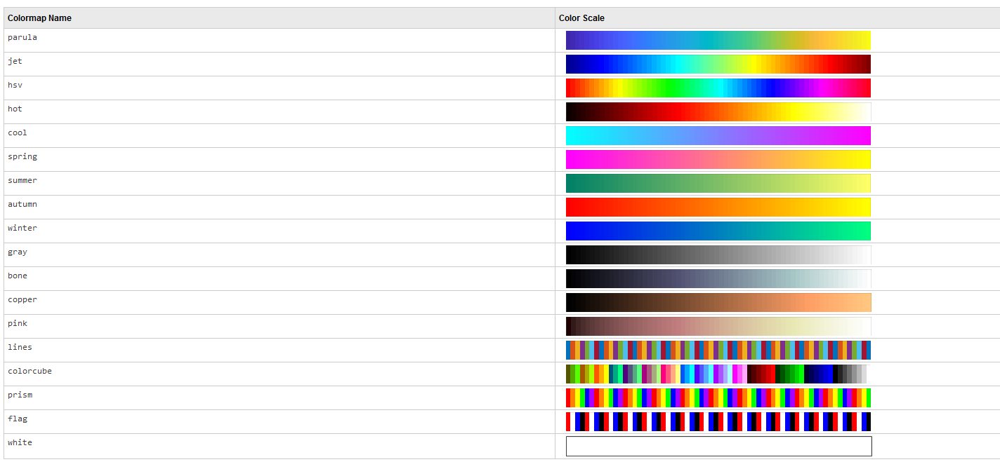 Colormap Name Color Scale
parula
jet
hsv
hot
cool
spring
summer
autumn
winter
gray
bone
copper
pink
lines
colorcube
prism
flag
white